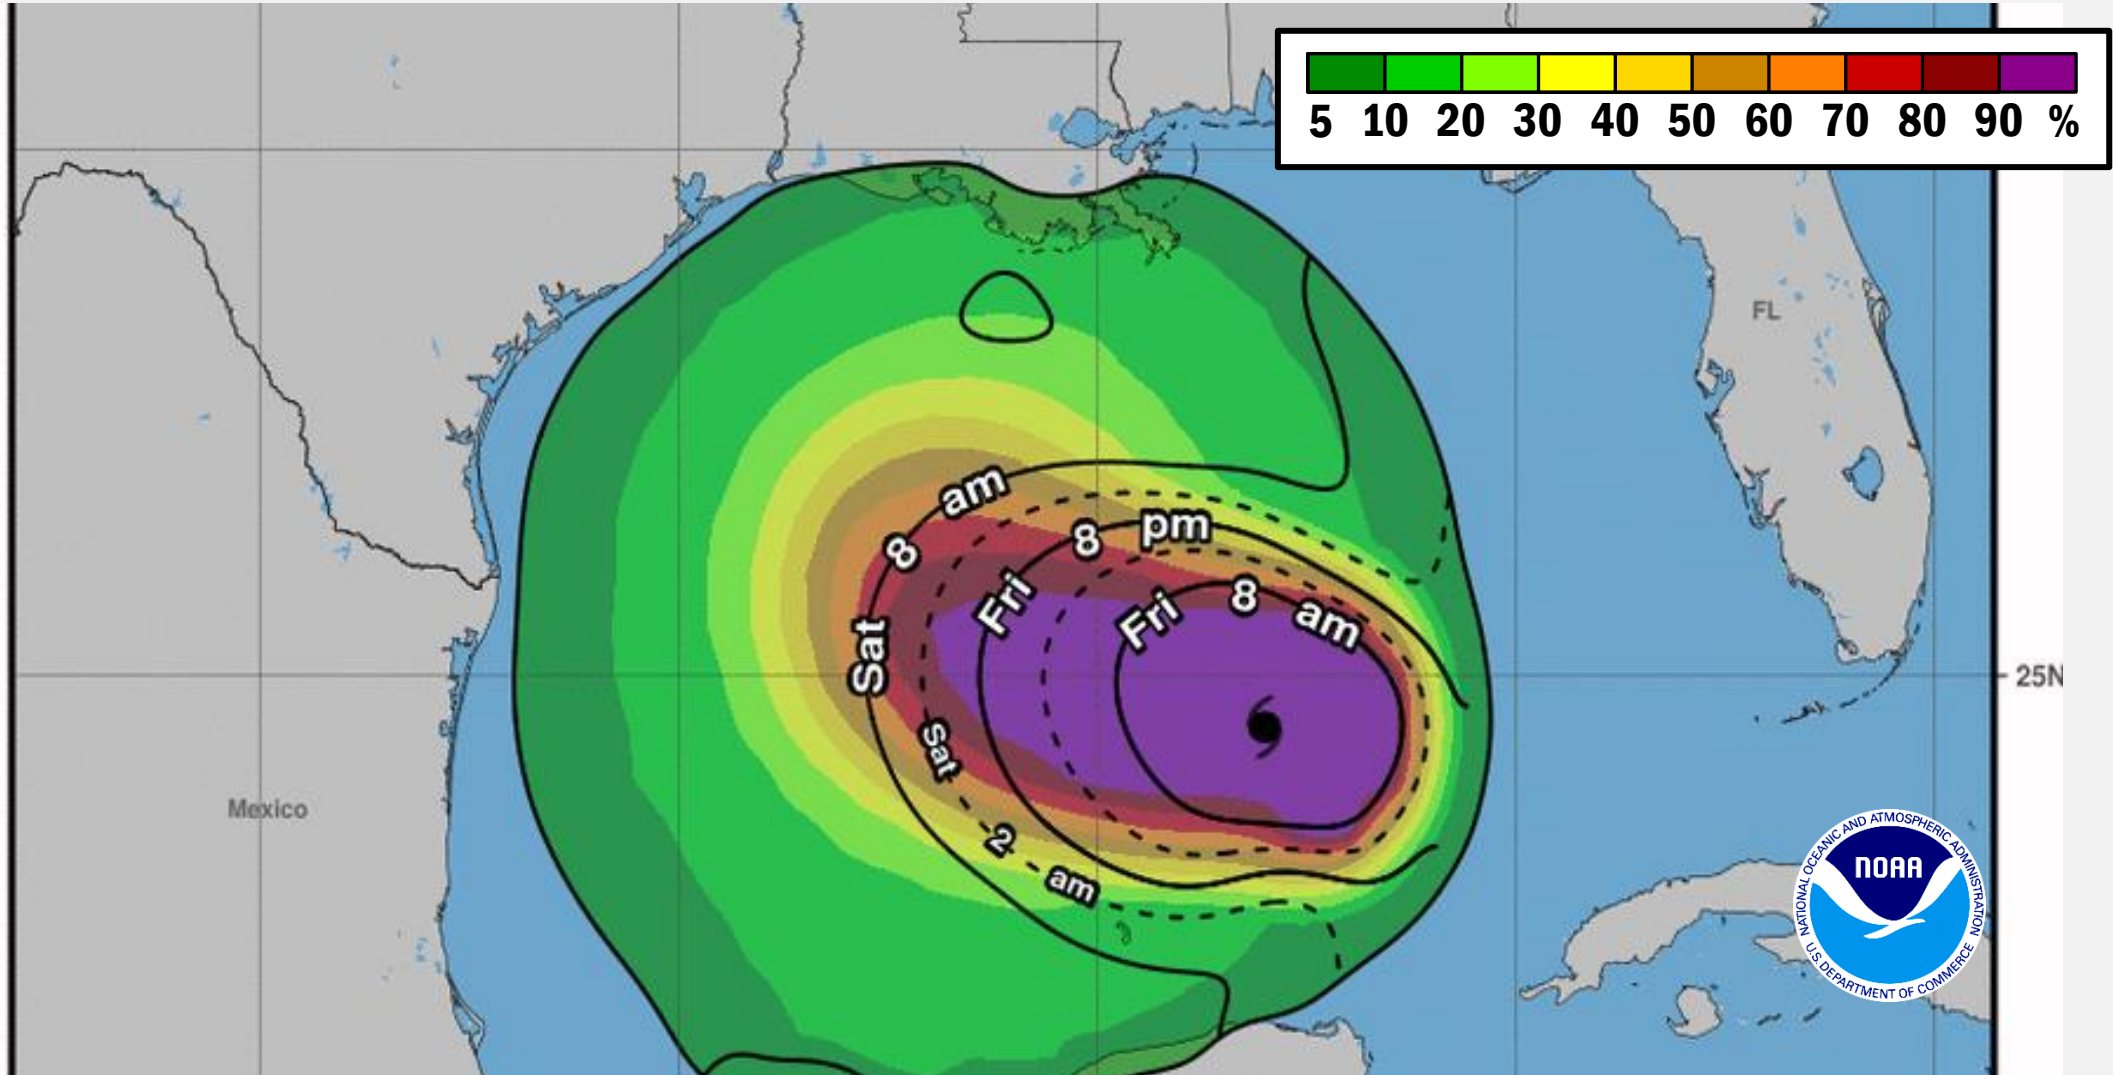 5 10 20 30 40 50 60 70 80 90 %
FL
8 am
8 pm
Fri
Fri 8 am
Sat
25N
Sat
2
am
Mexico
NATIONAL OCEANIC AND ATMOSPHERIC ADMINISTRATION
NOAA
U.S. DEPARTMENT OF COMMERCE